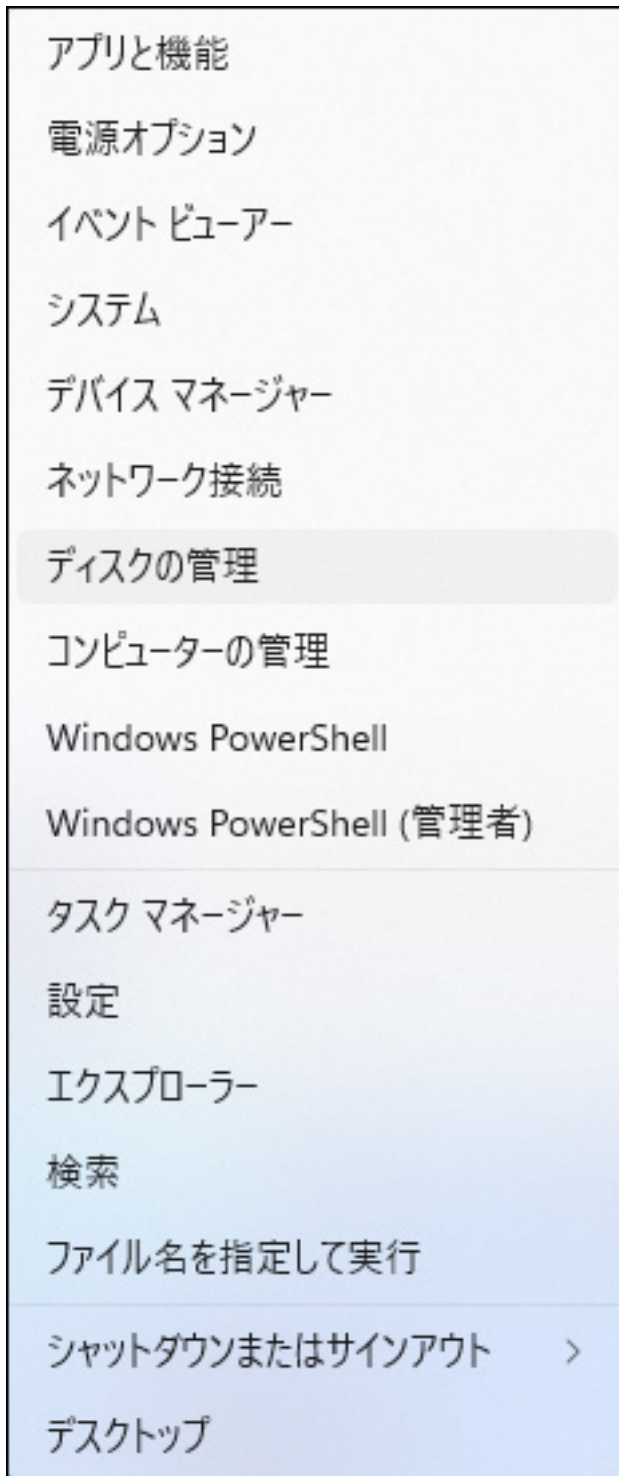 アプリと機能
電源オプション
イベント ビューアー
システム
デバイス マネージャー
ネットワーク接続
ディスクの管理
コンピューターの管理
Windows PowerShell
Windows PowerShell (管理者)
タスク マネージャー
設定
エクスプローラー
検索
ファイル名を指定して実行
シャットダウンまたはサインアウト
デスクトップ